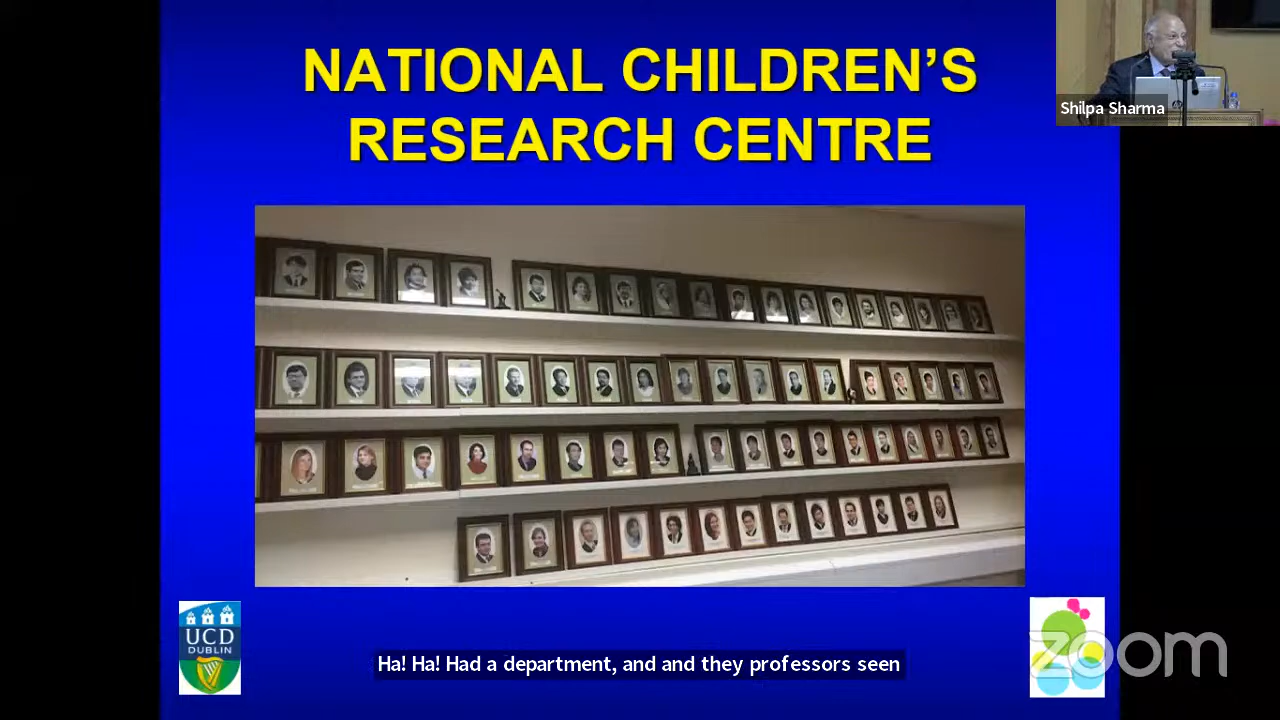 NATIONAL CHILDREN'S
RESEARCH CENTRE
Shilpa Sharma
UCD
DUBLIN
Ha! Ha! Had a department, and and they professors seen
zoom